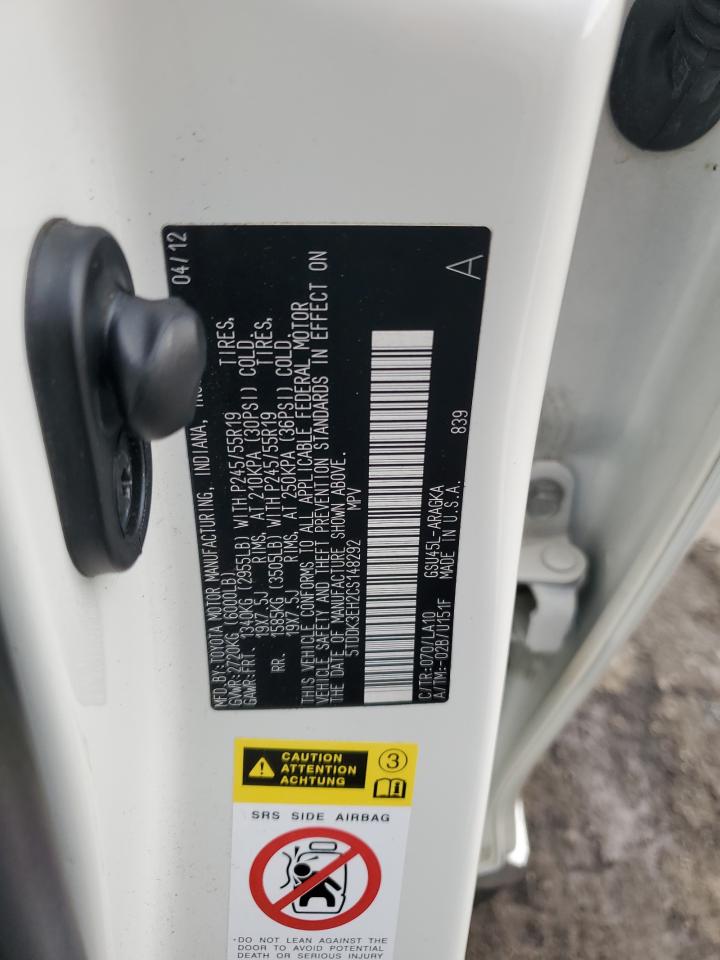 MFD.BY:TOYOTA MOTOR MANUFACTURING, INDIANA, 04/12
GVWR:2720KG (6000LB)
GAWR:FRT. 1340KG (2955LB) WITH P245/55R19 TIRES,
19X7.5J RIMS, AT 210KPA (30PSI) COLD.
RR. 1585KG (3505LB) WITH P245/55R19 TIRES,
19X7.5J RIMS, AT 250KPA (36PSI) COLD.
THIS VEHICLE CONFORMS TO ALL APPLICABLE FEDERAL MOTOR
VEHICLE SAFETY AND THEFT PREVENTION STANDARDS IN EFFECT ON
THE DATE OF MANUFACTURE SHOWN ABOVE.
5TDDK3EH2CS148292 MPV
839
C/TR:070/LA10 GSU45L-ARAGKA
A/TM:-02B/U151F MADE IN U.S.A.
A
CAUTION
ATTENTION
ACHTUNG
3
SRS SIDE AIRBAG
·DO NOT LEAN AGAINST THE
DOOR TO AVOID POTENTIAL
DEATH OR SERIOUS INJURY